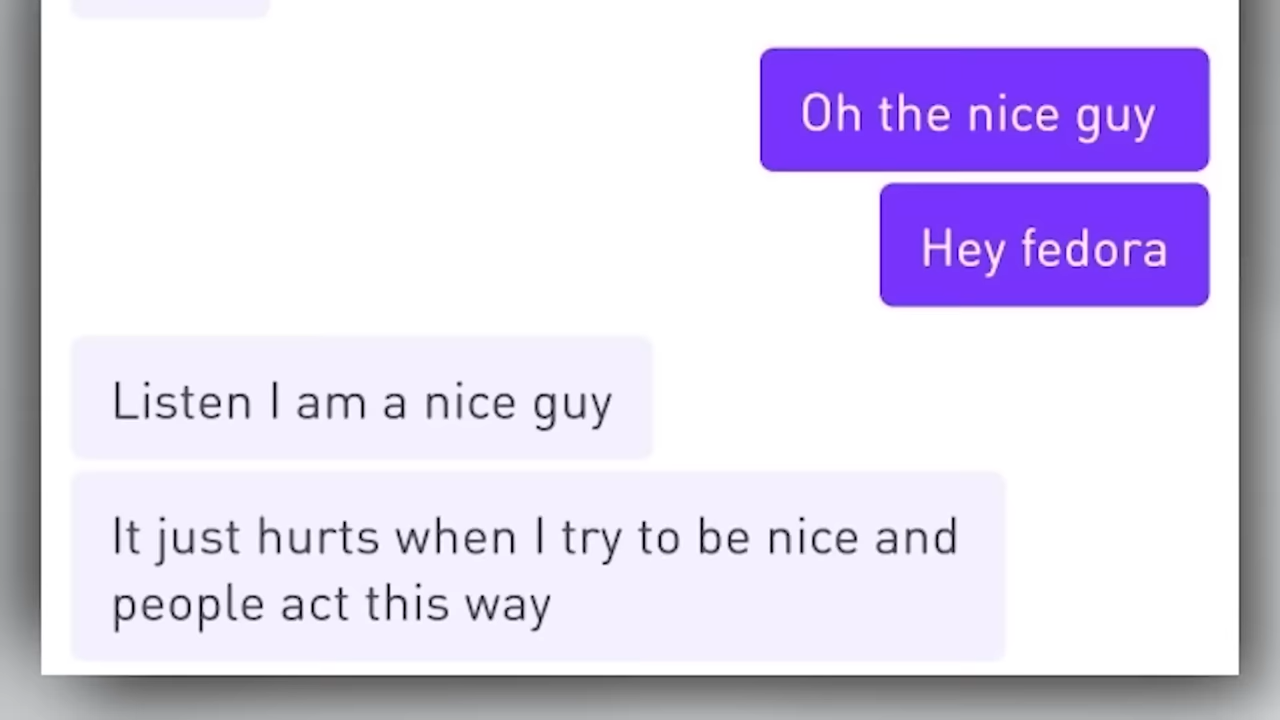 Oh the nice guy
Hey fedora
Listen I am a nice guy
It just hurts when I try to be nice and
people act this way